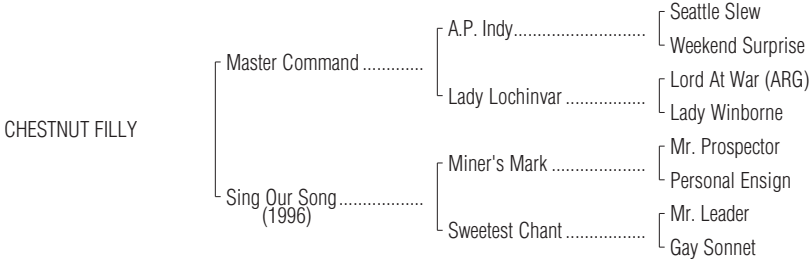 Seattle Slew
A.P. Indy..............................
Weekend Surprise
Master Command .............
Lord At War (ARG)
Lady Lochinvar .................
Lady Winborne
CHESTNUT FILLY
Mr. Prospector
Miner's Mark ....................
Personal Ensign
Sing Our Song..................
(1996)
Mr. Leader
Sweetest Chant .................
Gay Sonnet